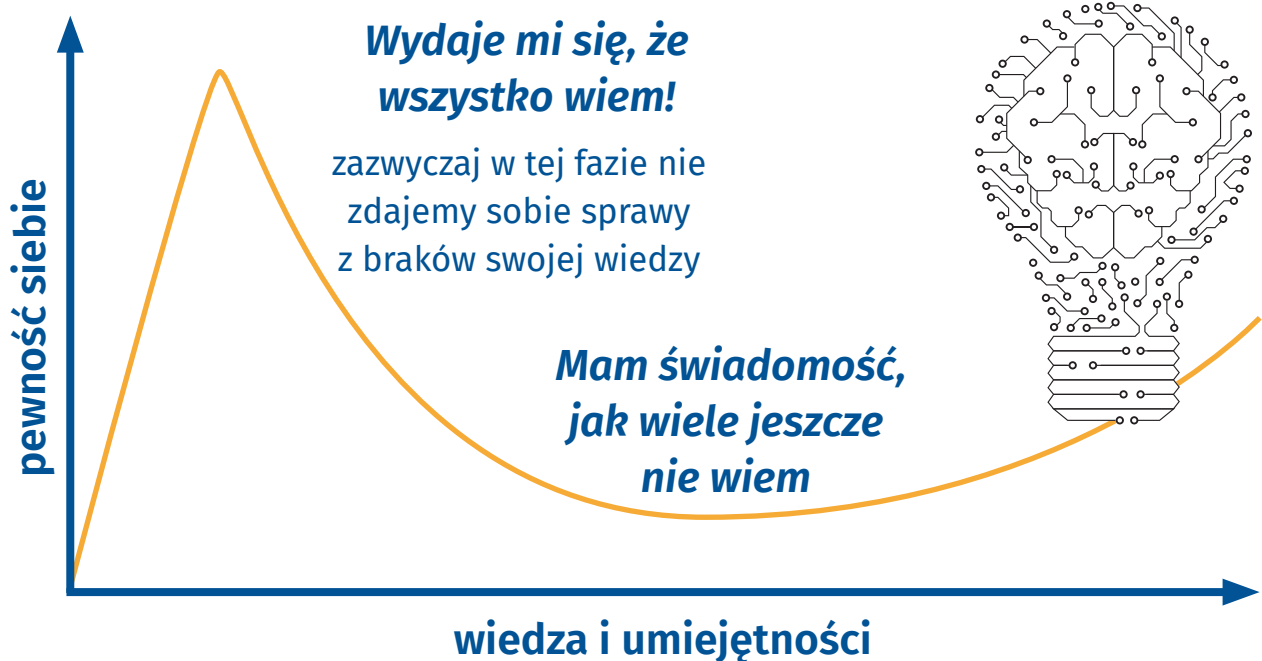 Wydaje mi się, że
wszystko wiem!
zazwyczaj w tej fazie nie
zdajemy sobie sprawy
z braków swojej wiedzy
pewność siebie
Mam świadomość,
jak wiele jeszcze
nie wiem
wiedza i umiejętności